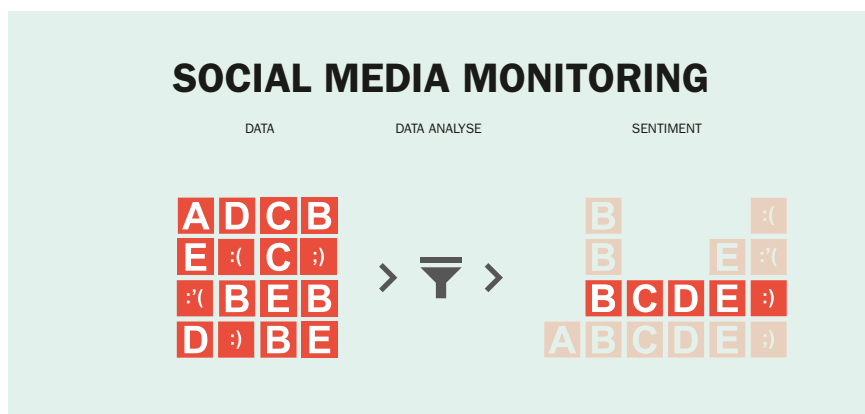 SOCIAL MEDIA MONITORING
DATA DATA ANALYSE SENTIMENT
A D C B
E :( C ;)
:'( B E B
D :) B E
B :(
B E :'(
B C D E :)
A B C D E ;)